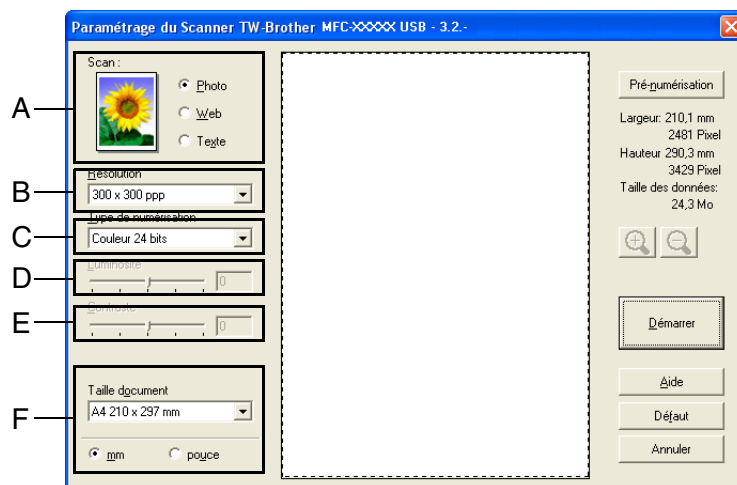 Paramétrage du Scanner TW-Brother MFC-XXXXX USB - 3.2.-
A
Scan :
Photo
Web
Texte
B
Résolution
300 x 300 ppp
C
Type de numérisation
Couleur 24 bits
D
Luminosité
0
E
Contraste
0
F
Taille document
A4 210 x 297 mm
mm
pouce
Pré-numérisation
Largeur: 210,1 mm
2481 Pixel
Hauteur 290,3 mm
3429 Pixel
Taille des données:
24,3 Mo
Démarrer
Aide
Défaut
Annuler